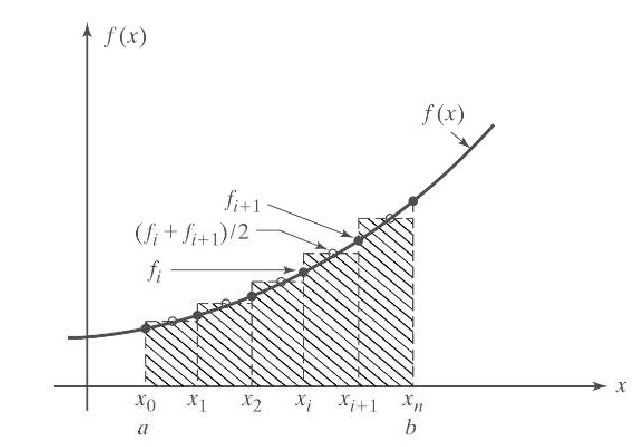 f(x)
f(x)
f_{i+1}
(f_i + f_{i+1})/2
f_i
x_0 x_1 x_2 x_i x_{i+1} x_n x
a b